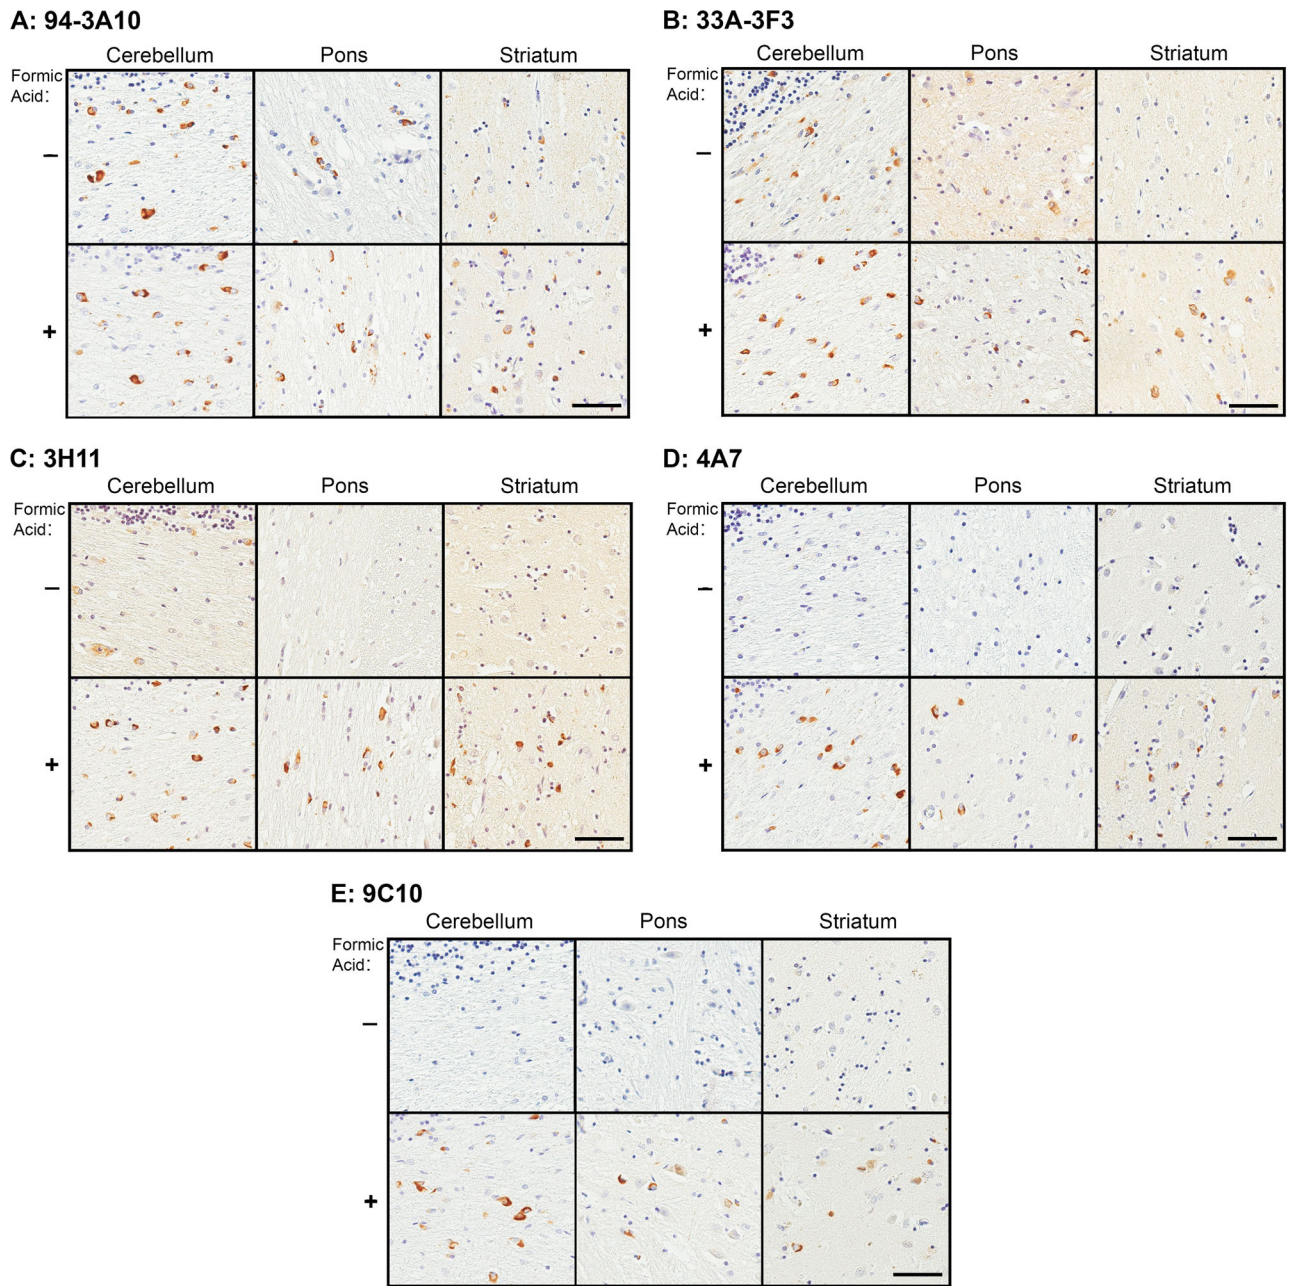 A: 94-3A10
Cerebellum Pons Striatum
Formic
Acid:
–
+
B: 33A-3F3
Cerebellum Pons Striatum
Formic
Acid:
–
+
C: 3H11
Cerebellum Pons Striatum
Formic
Acid:
–
+
D: 4A7
Cerebellum Pons Striatum
Formic
Acid:
–
+
E: 9C10
Cerebellum Pons Striatum
Formic
Acid:
–
+